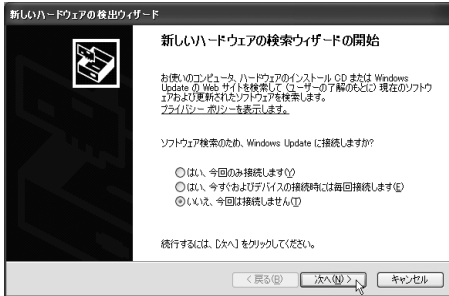 新しいハードウェアの検出ウィザード
新しいハードウェアの検索ウィザードの開始
お使いのコンピュータ、ハードウェアのインストール CD または Windows
Update の Web サイトを検索して (ユーザーの了解のもとに) 現在のソフトウ
ェアおよび更新されたソフトウェアを検索します。
プライバシー ポリシーを表示します。
ソフトウェア検索のため、Windows Update に接続しますか?
はい、今回のみ接続します(Y)
はい、今すぐおよびデバイスの接続時には毎回接続します(E)
いいえ、今回は接続しません(T)
続行するには、[次へ] をクリックしてください。
< 戻る(B) 次へ(N) > キャンセル